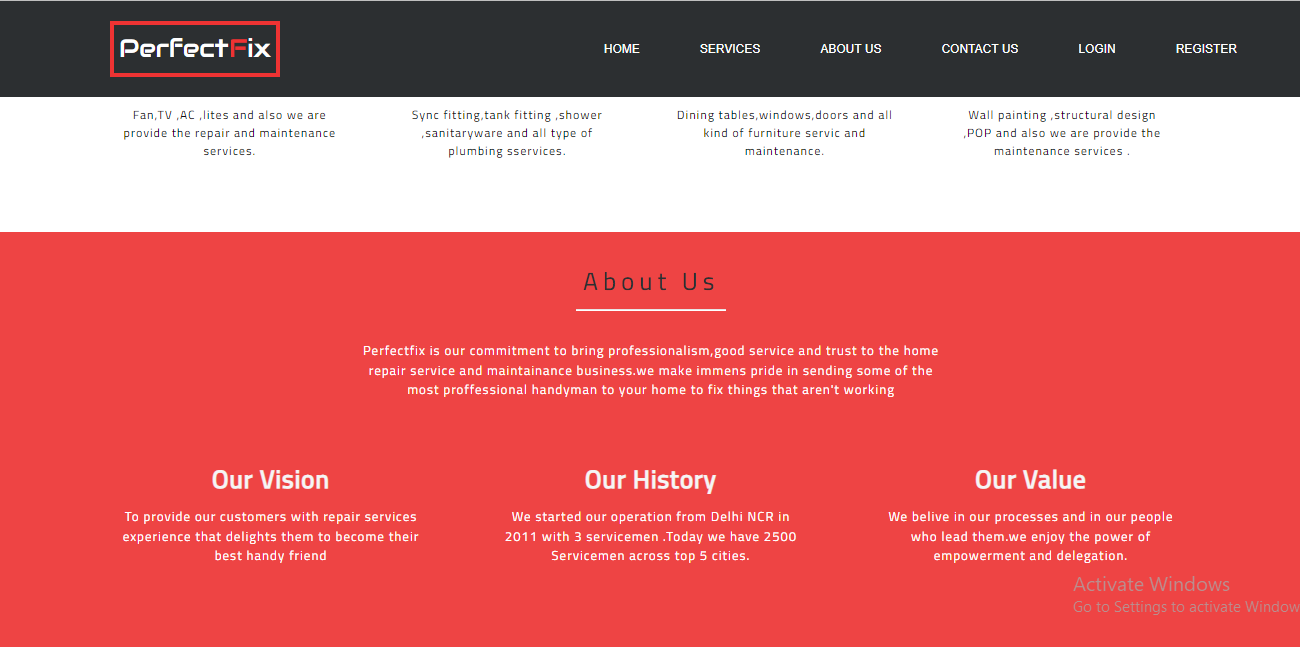 PerfectFix
HOME SERVICES ABOUT US CONTACT US LOGIN REGISTER
Fan,TV ,AC ,lites and also we are
provide the repair and maintenance
services.
Sync fitting,tank fitting ,shower
,sanitaryware and all type of
plumbing sservices.
Dining tables,windows,doors and all
kind of furniture servic and
maintenance.
Wall painting ,structural design
,POP and also we are provide the
maintenance services .
About Us
Perfectfix is our commitment to bring professionalism,good service and trust to the home
repair service and maintainance business.we make immens pride in sending some of the
most proffessional handyman to your home to fix things that aren't working
Our Vision
To provide our customers with repair services
experience that delights them to become their
best handy friend
Our History
We started our operation from Delhi NCR in
2011 with 3 servicemen .Today we have 2500
Servicemen across top 5 cities.
Our Value
We belive in our processes and in our people
who lead them.we enjoy the power of
empowerment and delegation.
Activate Windows
Go to Settings to activate Window